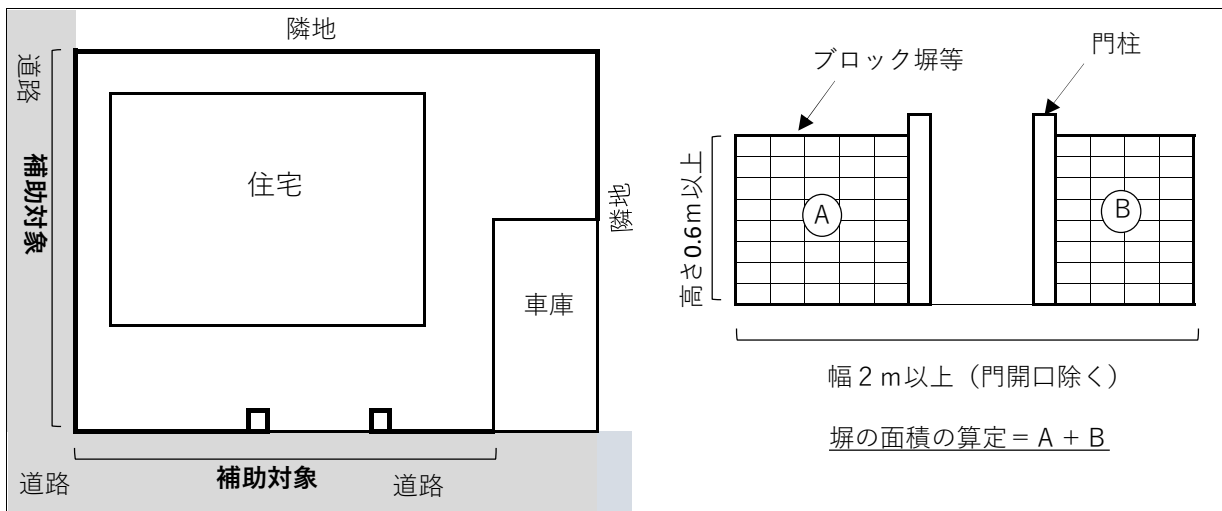 隣地
道路
補助対象
住宅
隣地
車庫
補助対象
道路
道路
ブロック塀等
門柱
高さ0.6m以上
A
B
幅２ｍ以上（門開口除く）
塀の面積の算定＝Ａ＋Ｂ